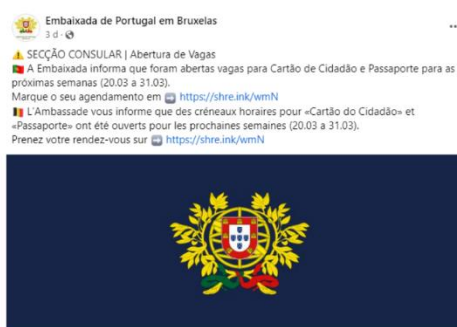 Embaixada de Portugal em Bruxelas
3 d ·
SECÇÃO CONSULAR | Abertura de Vagas
A Embaixada informa que foram abertas vagas para Cartão de Cidadão e Passaporte para as
próximas semanas (20.03 a 31.03).
Marque o seu agendamento em https://shre.ink/wmN
L'Ambassade vous informe que des créneaux horaires pour «Cartão do Cidadão» et
«Passaporte» ont été ouverts pour les prochaines semaines (20.03 a 31.03).
Prenez votre rendez-vous sur https://shre.ink/wmN